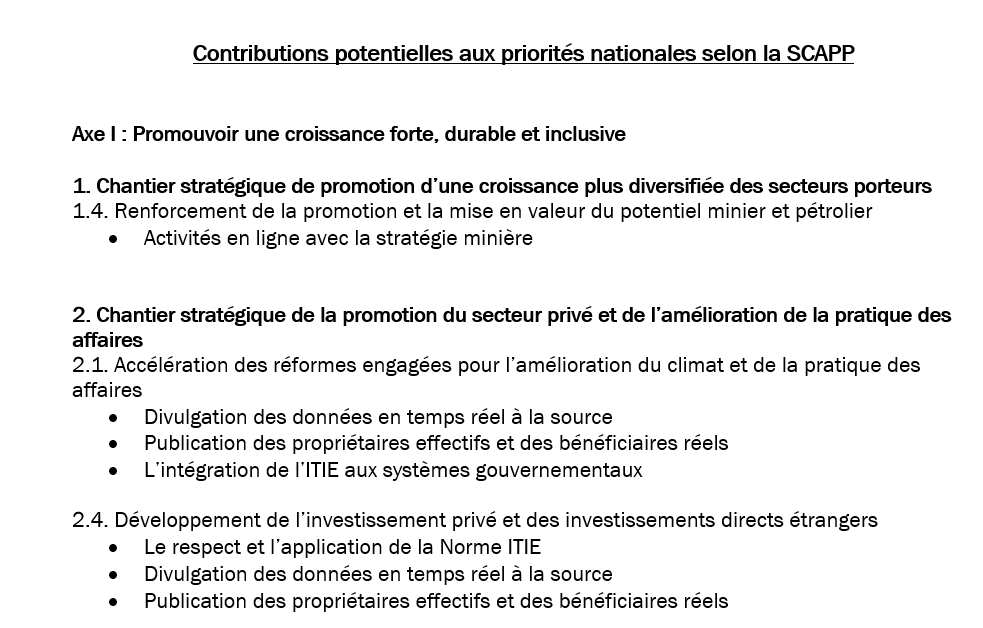 Contributions potentielles aux priorités nationales selon la SCAPP
Axe I : Promouvoir une croissance forte, durable et inclusive
1. Chantier stratégique de promotion d’une croissance plus diversifiée des secteurs porteurs
1.4. Renforcement de la promotion et la mise en valeur du potentiel minier et pétrolier
• Activités en ligne avec la stratégie minière
2. Chantier stratégique de la promotion du secteur privé et de l’amélioration de la pratique des
affaires
2.1. Accélération des réformes engagées pour l’amélioration du climat et de la pratique des
affaires
• Divulgation des données en temps réel à la source
• Publication des propriétaires effectifs et des bénéficiaires réels
• L’intégration de l’ITIE aux systèmes gouvernementaux
2.4. Développement de l’investissement privé et des investissements directs étrangers
• Le respect et l’application de la Norme ITIE
• Divulgation des données en temps réel à la source
• Publication des propriétaires effectifs et des bénéficiaires réels